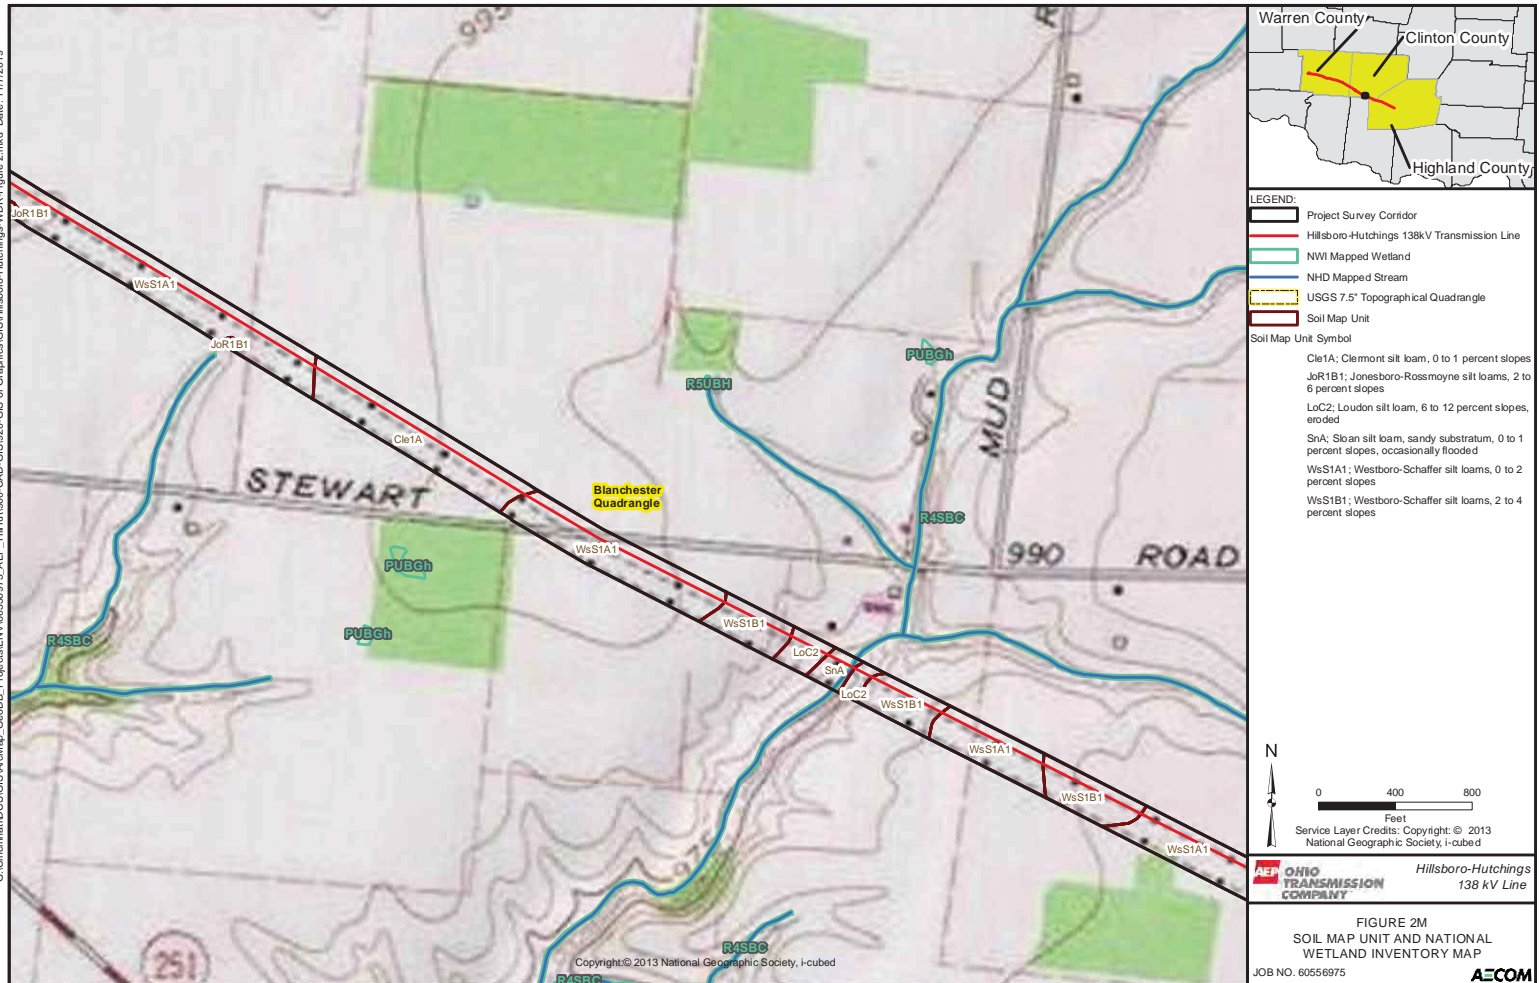 995
R
D
JoR1B1
WsS1A1
JoR1B1
Cle1A
STEWART
Blanchester
Quadrangle
R5UBH
PUBGh
MUD
R4SBC
WsS1A1
990
ROAD
PUBGh
PUBGh
R4SBC
WsS1B1
LoC2
SnA
LoC2
WsS1B1
WsS1A1
WsS1B1
WsS1A1
251
R4SBC
R4SBC
Copyright:© 2013 National Geographic Society, i-cubed
Warren County
Clinton County
Highland County
LEGEND:
Project Survey Corridor
Hillsboro-Hutchings 138kV Transmission Line
NWI Mapped Wetland
NHD Mapped Stream
USGS 7.5" Topographical Quadrangle
Soil Map Unit
Soil Map Unit Symbol
Cle1A; Clermont silt loam, 0 to 1 percent slopes
JoR1B1; Jonesboro-Rossmoyne silt loams, 2 to
6 percent slopes
LoC2; Loudon silt loam, 6 to 12 percent slopes,
eroded
SnA; Sloan silt loam, sandy substratum, 0 to 1
percent slopes, occasionally flooded
WsS1A1; Westboro-Schaffer silt loams, 0 to 2
percent slopes
WsS1B1; Westboro-Schaffer silt loams, 2 to 4
percent slopes
N
0 400 800
Feet
Service Layer Credits: Copyright: © 2013
National Geographic Society, i-cubed
AEP OHIO
TRANSMISSION
COMPANY
Hillsboro-Hutchings
138 kV Line
FIGURE 2M
SOIL MAP UNIT AND NATIONAL
WETLAND INVENTORY MAP
JOB NO. 60556975
AECOM